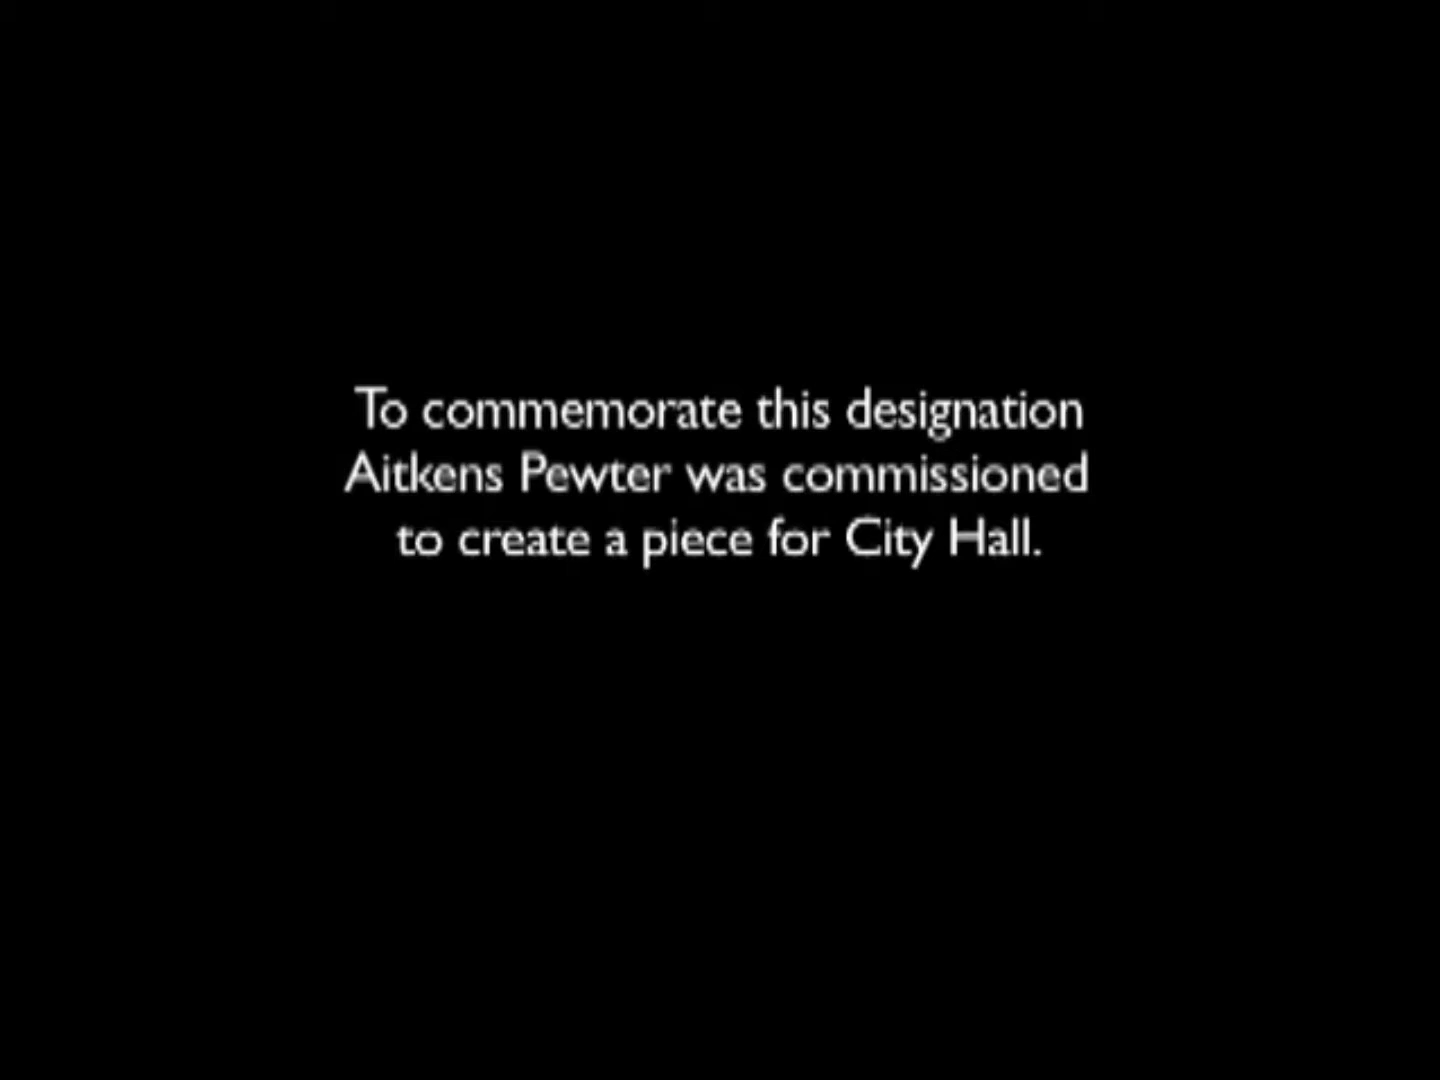 To commemorate this designation
Aitkens Pewter was commissioned
to create a piece for City Hall.